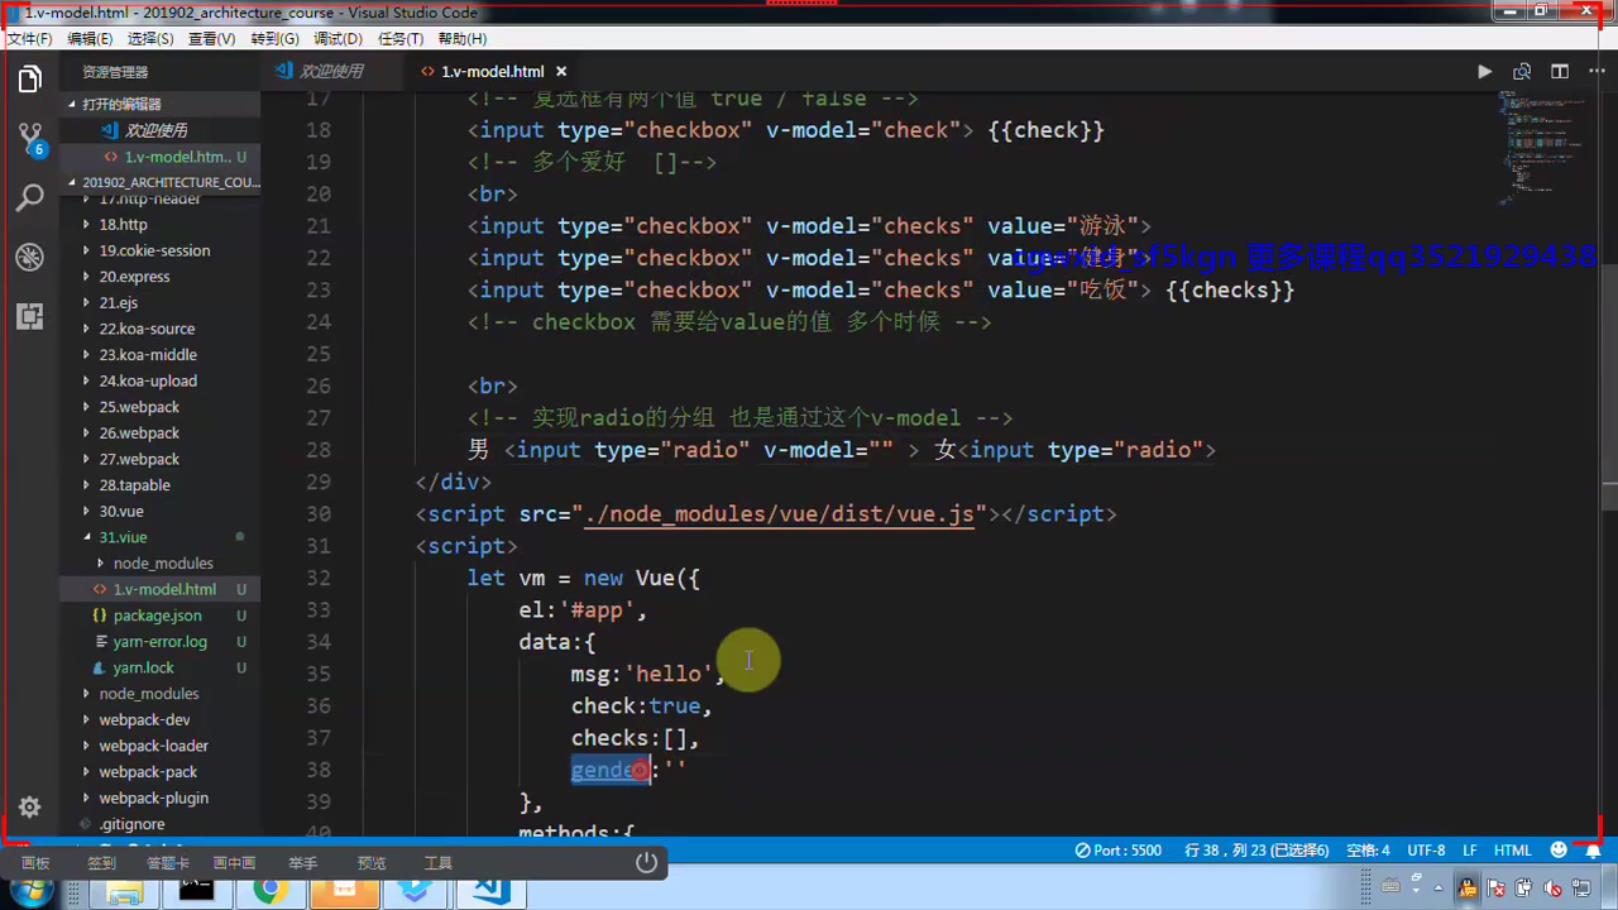 1.v-model.html - 201902_architecture_course - Visual Studio Code
文件(F) 编辑(E) 选择(S) 查看(V) 转到(G) 调试(D) 任务(T) 帮助(H)
资源管理器
打开的编辑器
欢迎使用
1.v-model.htm.. U
201902_ARCHITECTURE_COU...
17.http-header
18.http
19.cokie-session
20.express
21.ejs
22.koa-source
23.koa-middle
24.koa-upload
25.webpack
26.webpack
27.webpack
28.tapable
30.vue
31.viue
node_modules
1.v-model.html U
package.json U
yarn-error.log U
yarn.lock U
node_modules
webpack-dev
webpack-loader
webpack-pack
webpack-plugin
.gitignore
6
欢迎使用 1.v-model.html
17 <!-- 复选框有两个值 true / false -->
18 <input type="checkbox" v-model="check"> {{check}}
19 <!-- 多个爱好 []-->
20 <br>
21 <input type="checkbox" v-model="checks" value="游泳">
22 <input type="checkbox" v-model="checks" value="健身">
23 <input type="checkbox" v-model="checks" value="吃饭"> {{checks}}
24 <!-- checkbox 需要给value的值 多个时候 -->
25
26 <br>
27 <!-- 实现radio的分组 也是通过这个v-model -->
28 男 <input type="radio" v-model="" > 女<input type="radio">
29 </div>
30 <script src="./node_modules/vue/dist/vue.js"></script>
31 <script>
32 let vm = new Vue({
33 el:'#app',
34 data:{
35 msg:'hello',
36 check:true,
37 checks:[],
38 gender:''
39 },
40 methods:{
更多课程qq3521929438
Port : 5500 行 38，列 23 (已选择6) 空格: 4 UTF-8 LF HTML
画板 签到 答题卡 画中画 举手 预览 工具